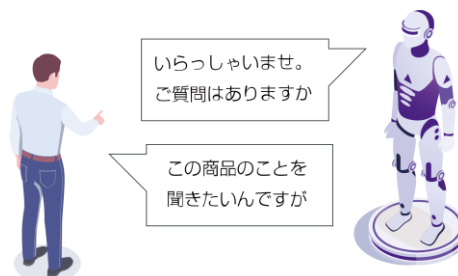 いらっしゃいませ。
ご質問はありますか
この商品のことを
聞きたいんですが